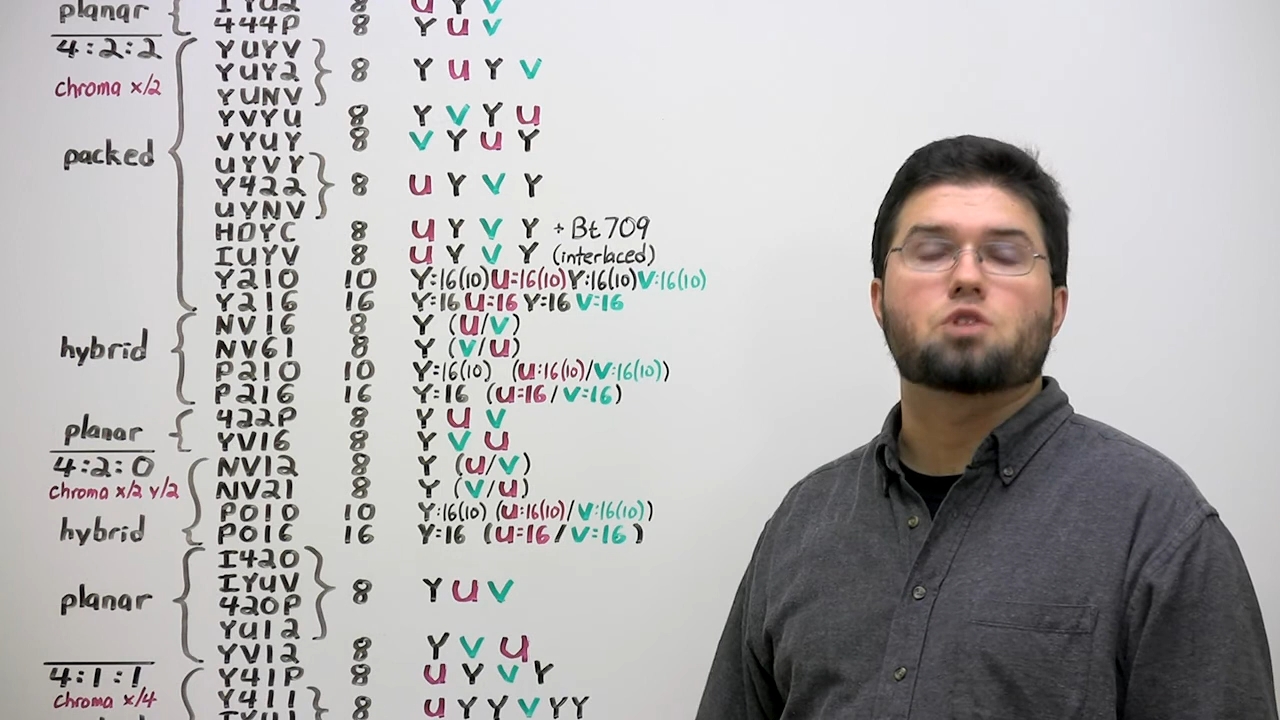 planar IYU2 8 U Y V
444P 8 Y U V
4:2:2 YUYV
chroma x/2 YUY2 8 Y U Y V
YUNV
YVYU 8 Y V Y U
packed VYUY 8 V Y U Y
UYVY
Y422 8 U Y V Y
UYNV
HDYC 8 U Y V Y + Bt709
IUYV 8 U Y V Y (interlaced)
Y210 10 Y:16(10) U:16(10) Y:16(10) V:16(10)
Y216 16 Y:16 U:16 Y:16 V:16
NV16 8 Y (U/V)
hybrid NV61 8 Y (V/U)
P210 10 Y:16(10) (U:16(10)/V:16(10))
P216 16 Y:16 (U:16/V:16)
422P 8 Y U V
planar YV16 8 Y V U
4:2:0 NV12 8 Y (U/V)
chroma x/2 y/2 NV21 8 Y (V/U)
P010 10 Y:16(10) (U:16(10)/V:16(10))
hybrid P016 16 Y:16 (U:16/V:16)
I420
IYUV
planar 420P 8 Y U V
YU12
YV12 8 Y V U
4:1:1 Y41P 8 U Y V Y
chroma x/4 Y411 8 U Y Y V Y Y